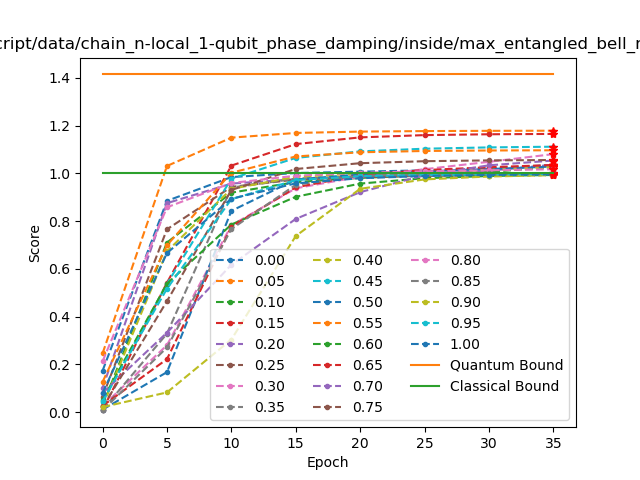 cript/data/chain_n-local_1-qubit_phase_damping/inside/max_entangled_bell_r
Score
1.4
1.2
1.0
0.8
0.6
0.4
0.2
0.0
0.00 0.40 0.80
0.05 0.45 0.85
0.10 0.50 0.90
0.15 0.55 0.95
0.20 0.60 1.00
0.25 0.65 Quantum Bound
0.30 0.70 Classical Bound
0.35 0.75
0 5 10 15 20 25 30 35
Epoch